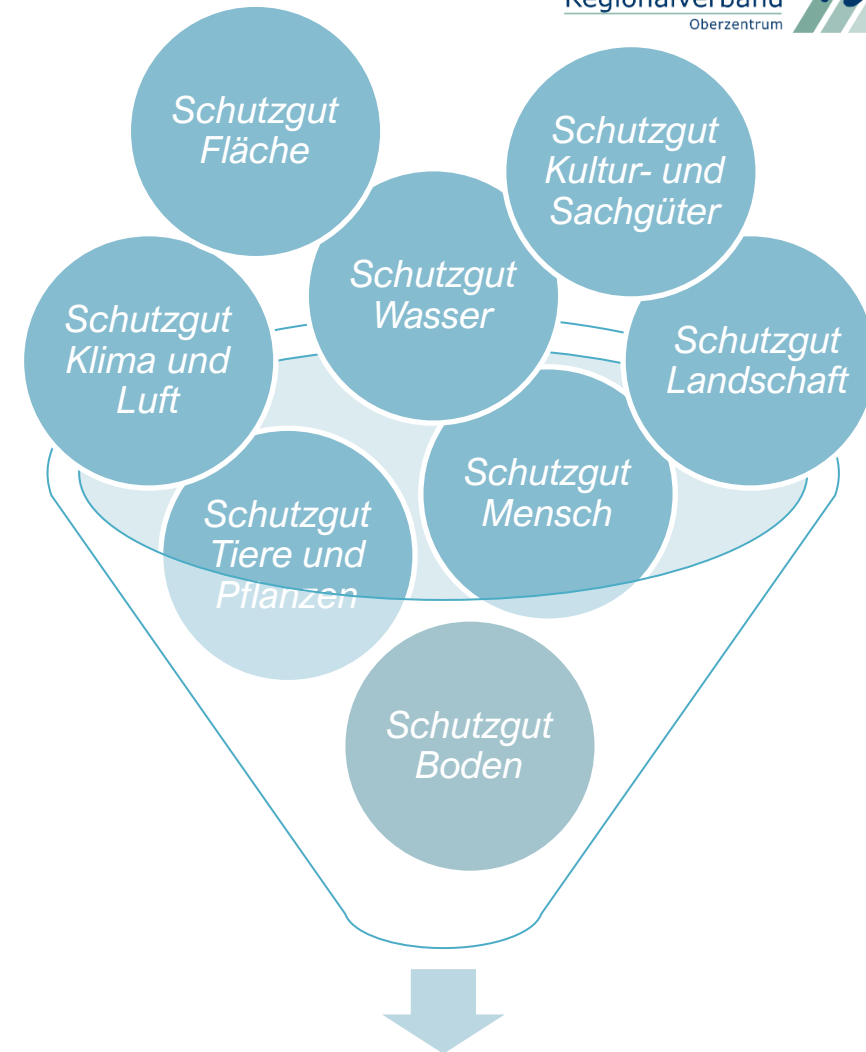 Regionalverband
Oberzentrum
Schutzgut
Fläche
Schutzgut
Kultur- und
Sachgüter
Schutzgut
Wasser
Schutzgut
Klima und
Luft
Schutzgut
Landschaft
Schutzgut
Mensch
Schutzgut
Tiere und
Pflanzen
Schutzgut
Boden